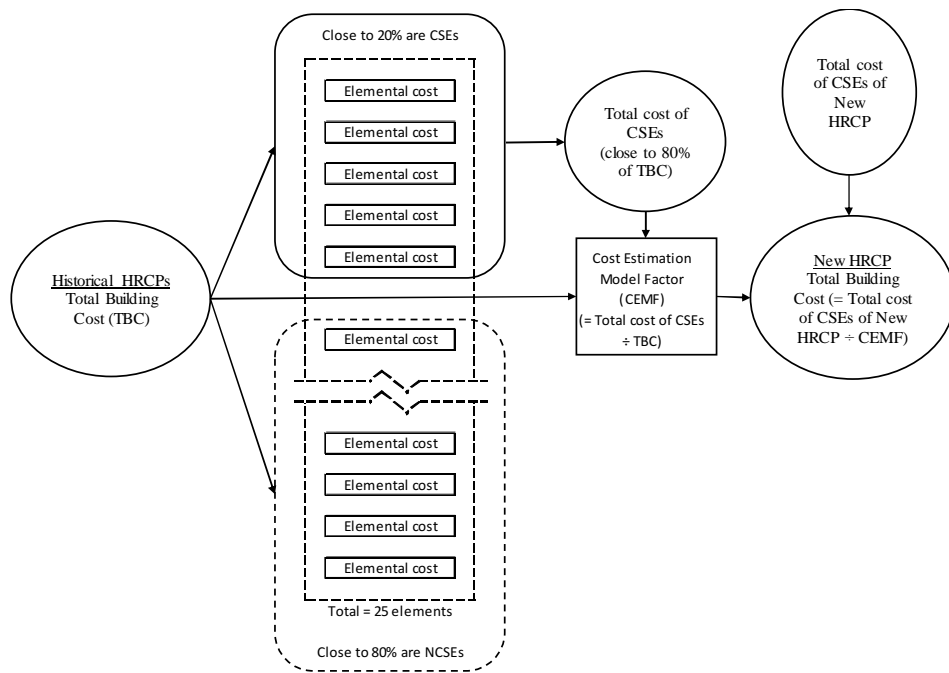 Close to 20% are CSEs
Elemental cost
Elemental cost
Elemental cost
Elemental cost
Elemental cost
Historical HRCPs
Total Building
Cost (TBC)
Elemental cost
Elemental cost
Elemental cost
Elemental cost
Elemental cost
Total = 25 elements
Close to 80% are NCSEs
Total cost of
CSEs
(close to 80%
of TBC)
Cost Estimation
Model Factor
(CEMF)
(= Total cost of CSEs
÷ TBC)
Total cost
of CSEs of
New
HRCP
New HRCP
Total Building
Cost (= Total cost
of CSEs of New
HRCP ÷ CEMF)